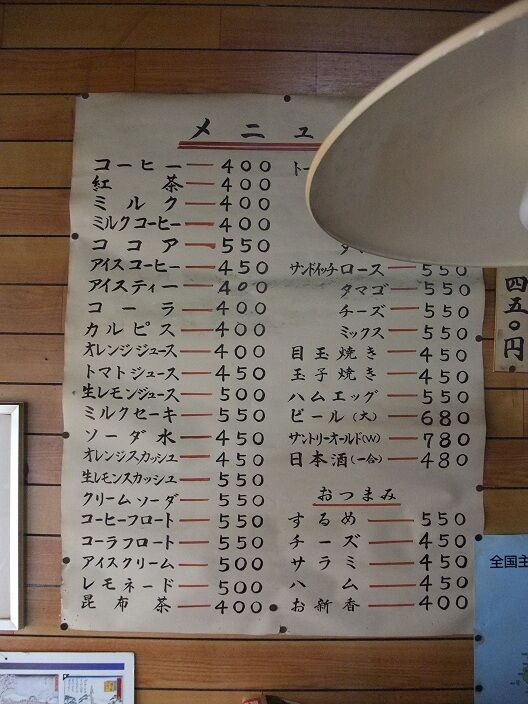 メニュ
コーヒー 400
紅茶 400
ミルク 400
ミルクコーヒー 400
ココア 550
アイスコーヒー 450
アイスティー 400
コーラ 400
カルピス 400
オレンジジュース 400
トマトジュース 450
生レモンジュース 500
ミルクセーキ 550
ソーダ水 450
オレンジスカッシュ 450
生レモンスカッシュ 550
クリームソーダ 550
コーヒーフロート 550
コーラフロート 550
アイスクリーム 500
レモネード 500
昆布茶 400
ト
サンドイッチロース 550
タマゴ 550
チーズ 550
ミックス 550
目玉焼き 450
玉子焼き 450
ハムエッグ 550
ビール(大) 680
サントリーオールド(W) 780
日本酒(一合) 480
おつまみ
するめ 550
チーズ 450
サラミ 450
ハム 450
お新香 400
四五〇円
全国主